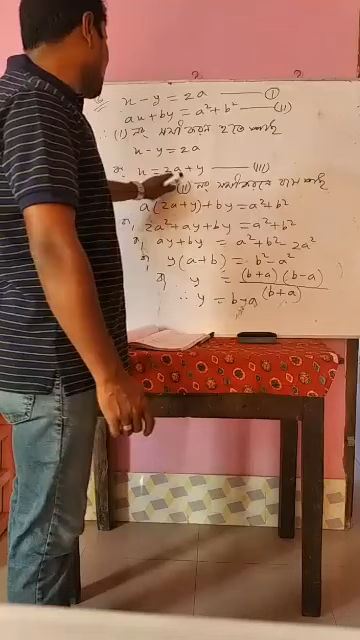 x - y = 2a ——— (I)
ax + by = a² + b² ——— (II)
∴ (I) নং সমীকরণ হতে পাই
x - y = 2a
বা, x = 2a + y ——— (III)
(II) নং সমীকরণে বসিয়ে পাই
a(2a+y) + by = a² + b²
বা, 2a² + ay + by = a² + b²
বা, ay + by = a² + b² - 2a²
বা, y(a+b) = b² - a²
বা, y = (b+a)(b-a) / (b+a)
∴ y = b - a